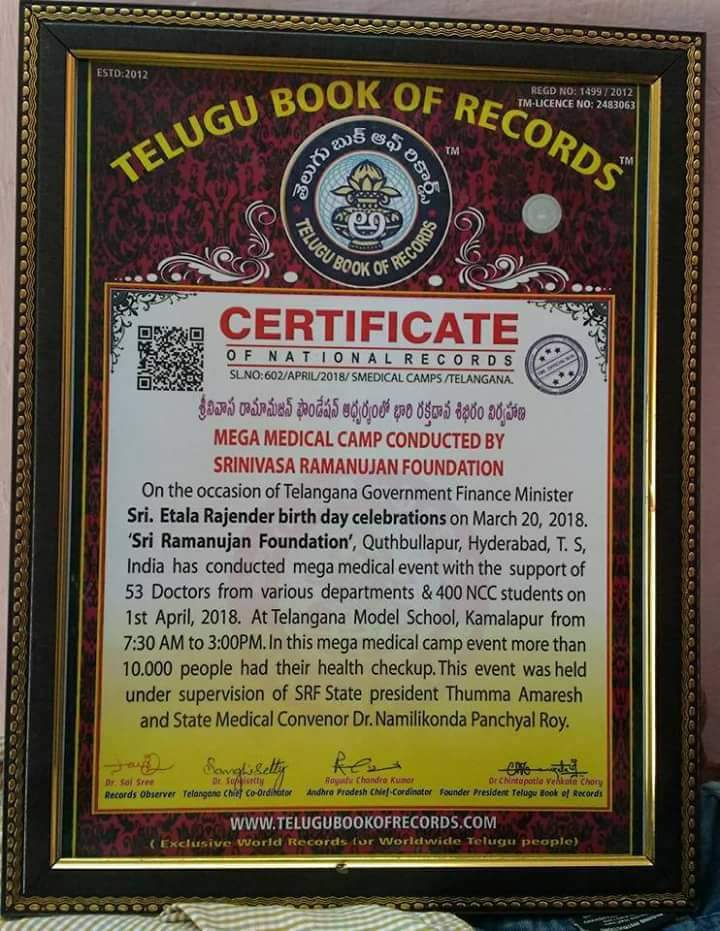 ESTD:2012
REGD NO: 1499 / 2012
TM-LICENCE NO: 2483063
TELUGU BOOK OF RECORDS TM
తెలుగు బుక్ ఆఫ్ రికార్డ్స్ TM
TELUGU BOOK OF RECORDS
CERTIFICATE
OF NATIONAL RECORDS
SL.NO:602/APRIL/2018/ SMEDICAL CAMPS /TELANGANA.
శ్రీనివాస రామానుజన్ ఫౌండేషన్ ఆధ్వర్యంలో భారి రక్తదాన శిభిరం నిర్వహణ
MEGA MEDICAL CAMP CONDUCTED BY
SRINIVASA RAMANUJAN FOUNDATION
On the occasion of Telangana Government Finance Minister
Sri. Etala Rajender birth day celebrations on March 20, 2018.
'Sri Ramanujan Foundation', Quthbullapur, Hyderabad, T. S,
India has conducted mega medical event with the support of
53 Doctors from various departments & 400 NCC students on
1st April, 2018. At Telangana Model School, Kamalapur from
7:30 AM to 3:00PM. In this mega medical camp event more than
10.000 people had their health checkup. This event was held
under supervision of SRF State president Thumma Amaresh
and State Medical Convenor Dr. Namilikonda Panchyal Roy.
Dr. Sai Sree
Records Observer
Dr. Sangisetty
Telangana Chief Co-Ordinator
Rayudu Chandra Kumar
Andhra Pradesh Chief-Cordinator
Dr Chintapatla Venkata Chary
Founder President Telugu Book of Records
WWW.TELUGUBOOKOFRECORDS.COM
( Exclusive World Records for Worldwide Telugu people)